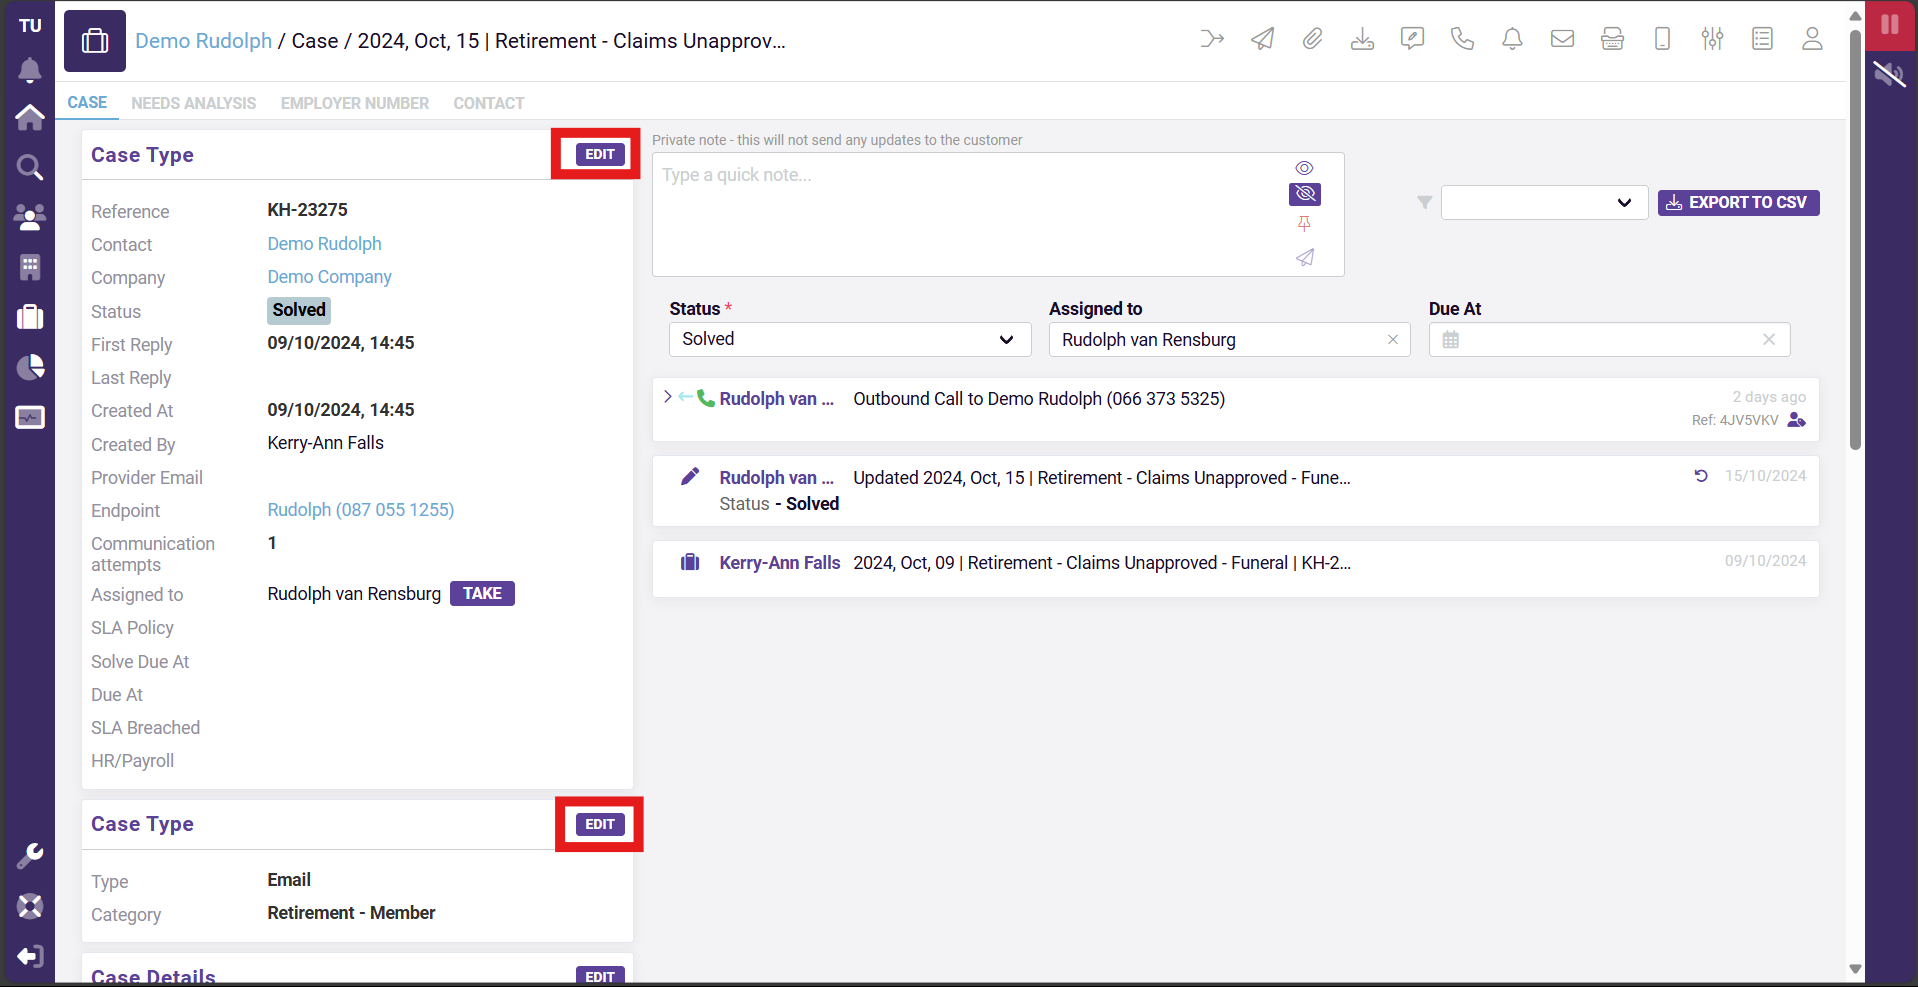 TU
Demo Rudolph / Case / 2024, Oct, 15 | Retirement - Claims Unapprov...
CASE NEEDS ANALYSIS EMPLOYER NUMBER CONTACT
Case Type EDIT
Reference KH-23275
Contact Demo Rudolph
Company Demo Company
Status Solved
First Reply 09/10/2024, 14:45
Last Reply
Created At 09/10/2024, 14:45
Created By Kerry-Ann Falls
Provider Email
Endpoint Rudolph (087 055 1255)
Communication 1
attempts
Assigned to Rudolph van Rensburg TAKE
SLA Policy
Solve Due At
Due At
SLA Breached
HR/Payroll
Case Type EDIT
Type Email
Category Retirement - Member
Case Details EDIT
Private note - this will not send any updates to the customer
Type a quick note...
EXPORT TO CSV
Status * Assigned to Due At
Solved Rudolph van Rensburg
Rudolph van ... Outbound Call to Demo Rudolph (066 373 5325) 2 days ago
Ref: 4JV5VKV
Rudolph van ... Updated 2024, Oct, 15 | Retirement - Claims Unapproved - Fune... 15/10/2024
Status - Solved
Kerry-Ann Falls 2024, Oct, 09 | Retirement - Claims Unapproved - Funeral | KH-2... 09/10/2024